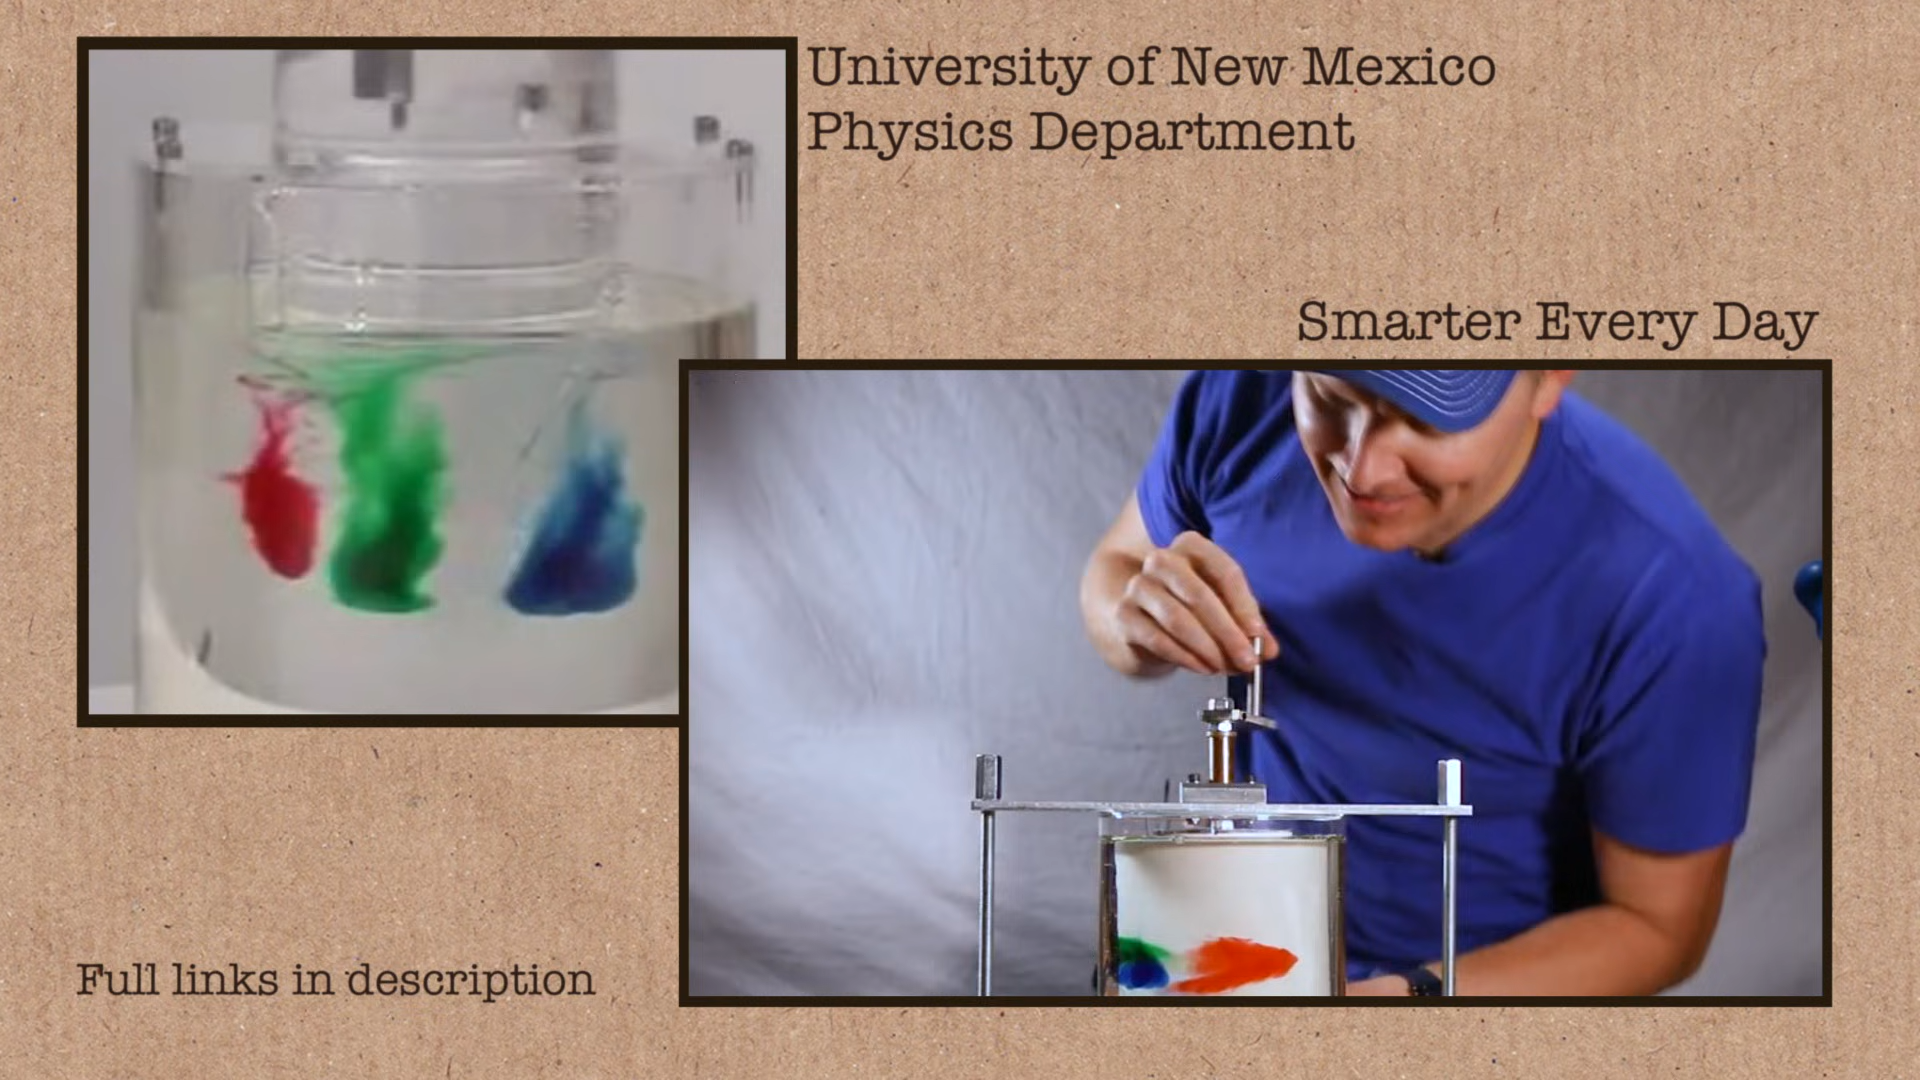 University of New Mexico
Physics Department
Smarter Every Day
Full links in description